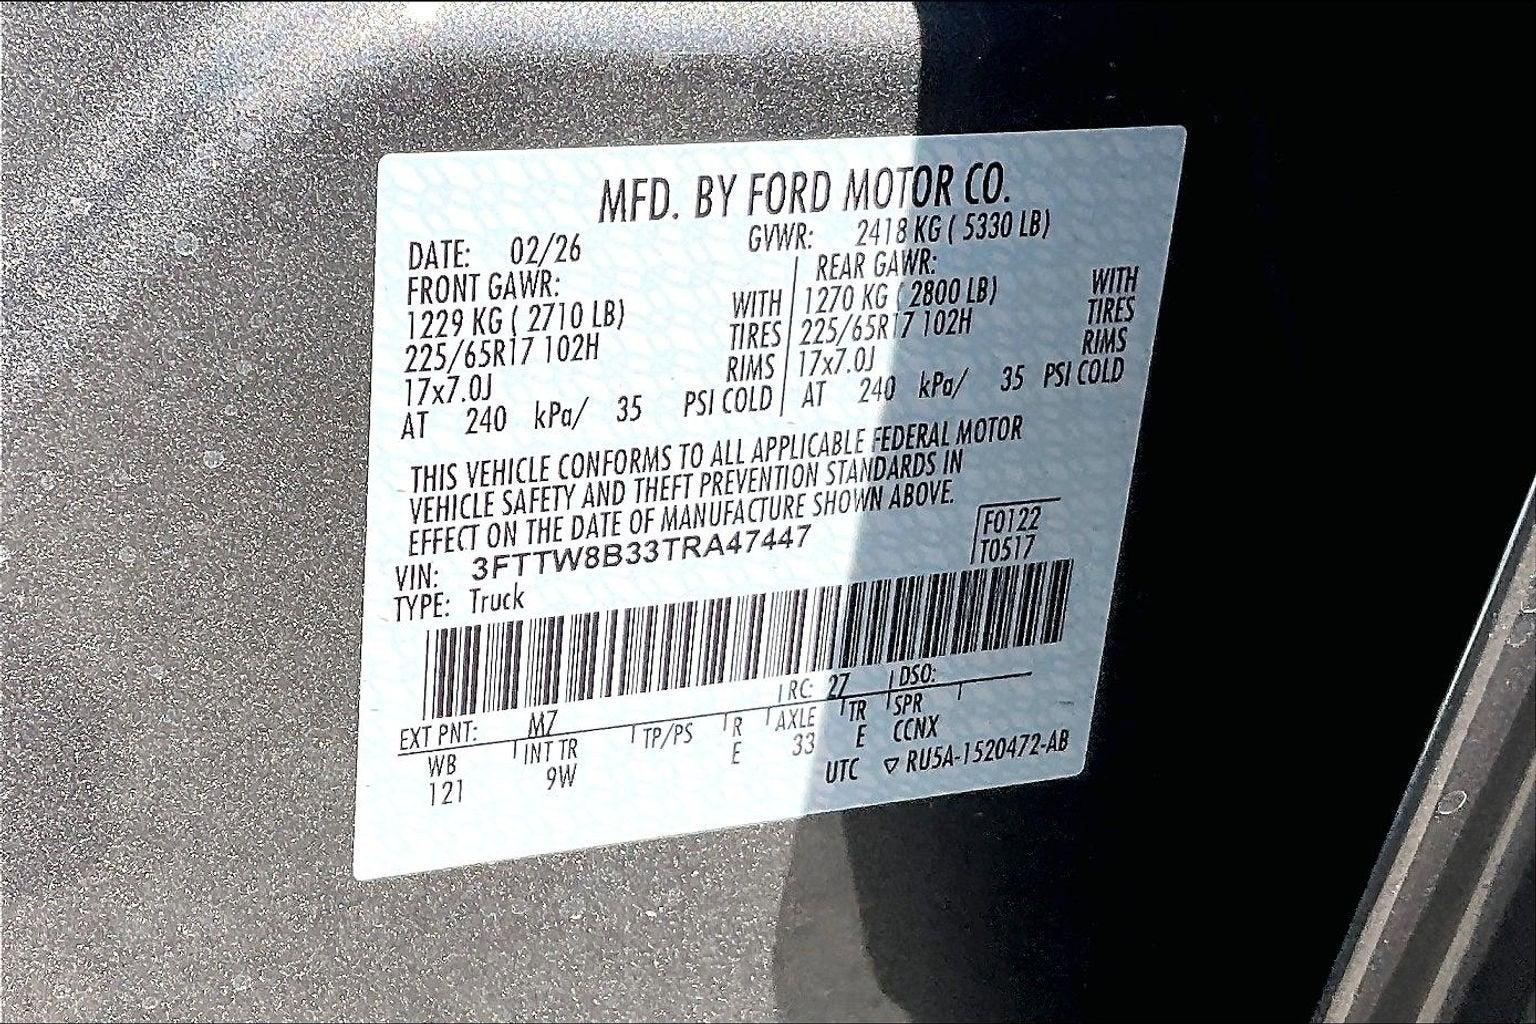 MFD. BY FORD MOTOR CO.
DATE: 02/26 GVWR: 2418 KG ( 5330 LB)
FRONT GAWR: REAR GAWR:
1229 KG ( 2710 LB) WITH 1270 KG ( 2800 LB) WITH
225/65R17 102H TIRES 225/65R17 102H TIRES
17x7.0J RIMS 17x7.0J RIMS
AT 240 kPa/ 35 PSI COLD AT 240 kPa/ 35 PSI COLD
THIS VEHICLE CONFORMS TO ALL APPLICABLE FEDERAL MOTOR
VEHICLE SAFETY AND THEFT PREVENTION STANDARDS IN
EFFECT ON THE DATE OF MANUFACTURE SHOWN ABOVE.
VIN: 3FTTW8B33TRA47447 F0122
TYPE: Truck T0517
EXT PNT: M7 RC: 27 DSO:
WB INT TR TP/PS R AXLE TR SPR
121 9W E 33 E CCNX
UTC ▽ RU5A-1520472-AB